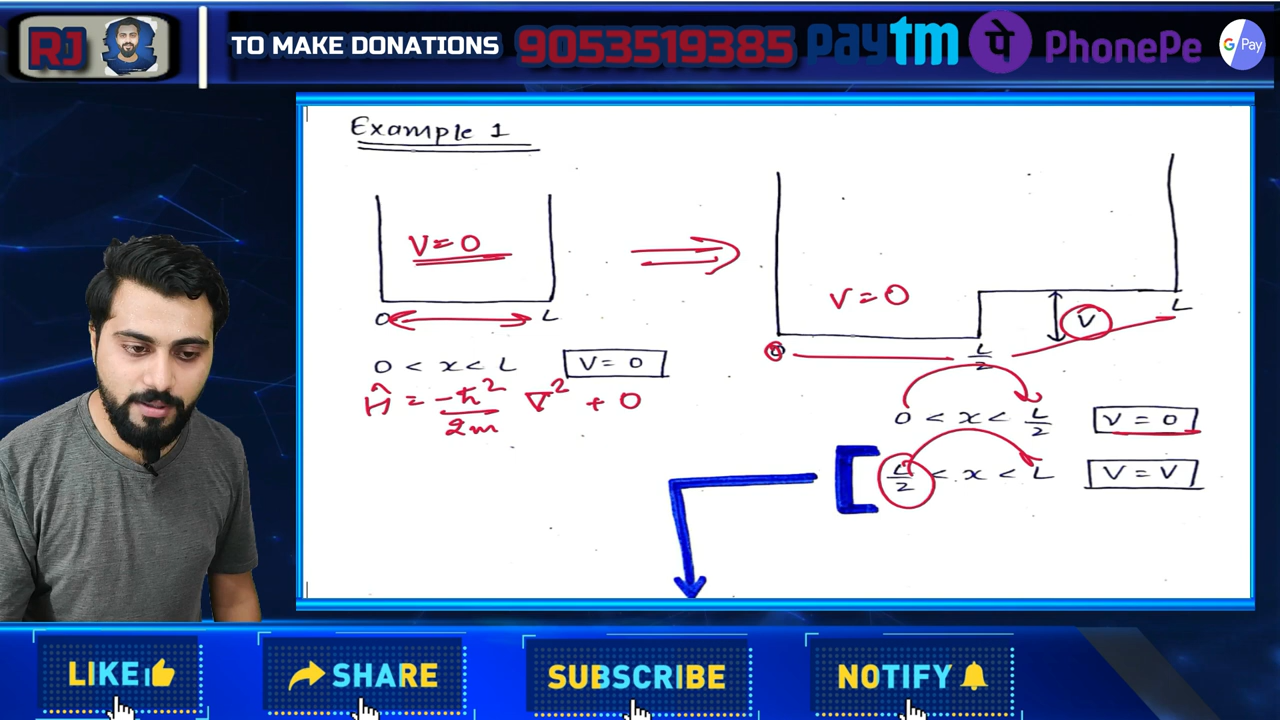 RJ TO MAKE DONATIONS 9053519385 paytm पे PhonePe G Pay
Example 1
V = 0
V = 0
V
0 L
L
0 L/2
0 < x < L V = 0
Ĥ = -ℏ²/2m ∇² + 0
0 < x < L/2 V = 0
L/2 < x < L V = V
LIKE SHARE SUBSCRIBE NOTIFY